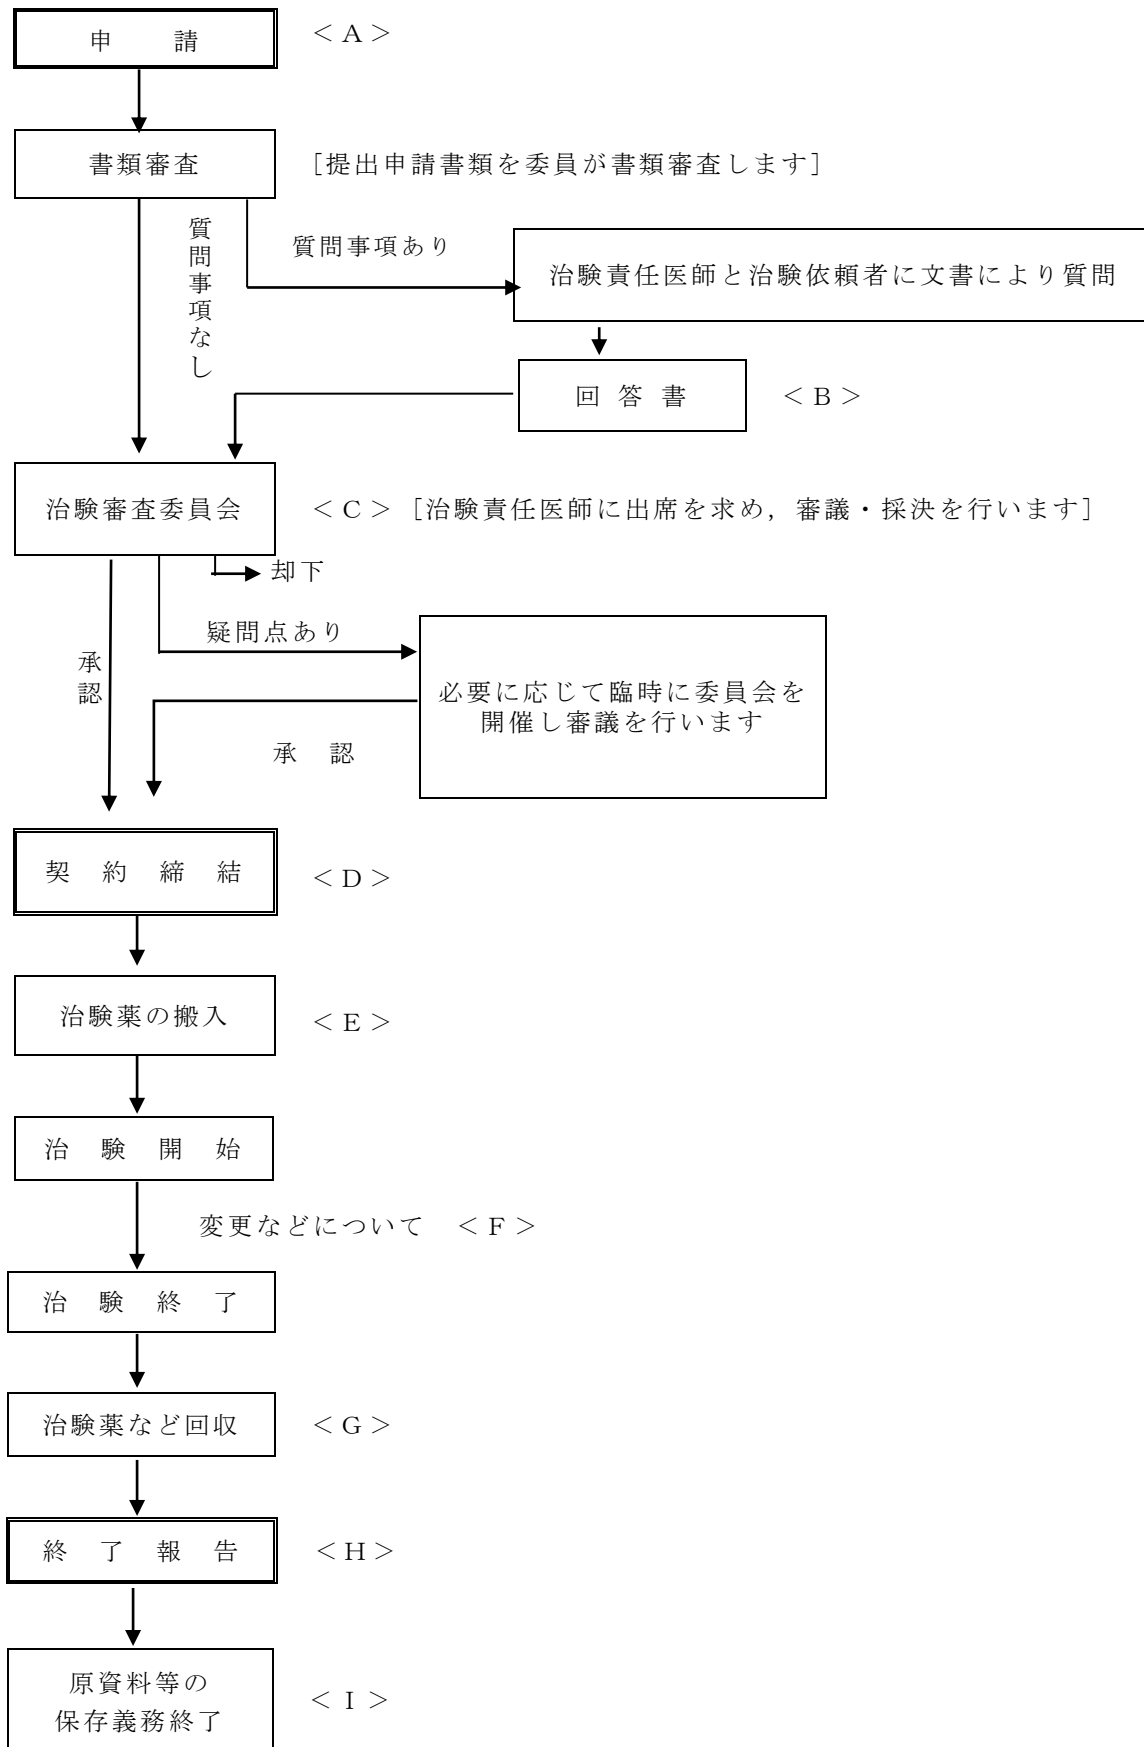 申　請　＜A＞
書類審査　［提出申請書類を委員が書類審査します］
質問事項なし
質問事項あり
治験責任医師と治験依頼者に文書により質問
回 答 書　＜B＞
治験審査委員会　＜C＞［治験責任医師に出席を求め，審議・採決を行います］
却下
疑問点あり
承認
必要に応じて臨時に委員会を
開催し審議を行います
承　認
契　約　締　結　＜D＞
治験薬の搬入　＜E＞
治　験　開　始
変更などについて　＜F＞
治　験　終　了
治験薬など回収　＜G＞
終　了　報　告　＜H＞
原資料等の
保存義務終了　＜I＞